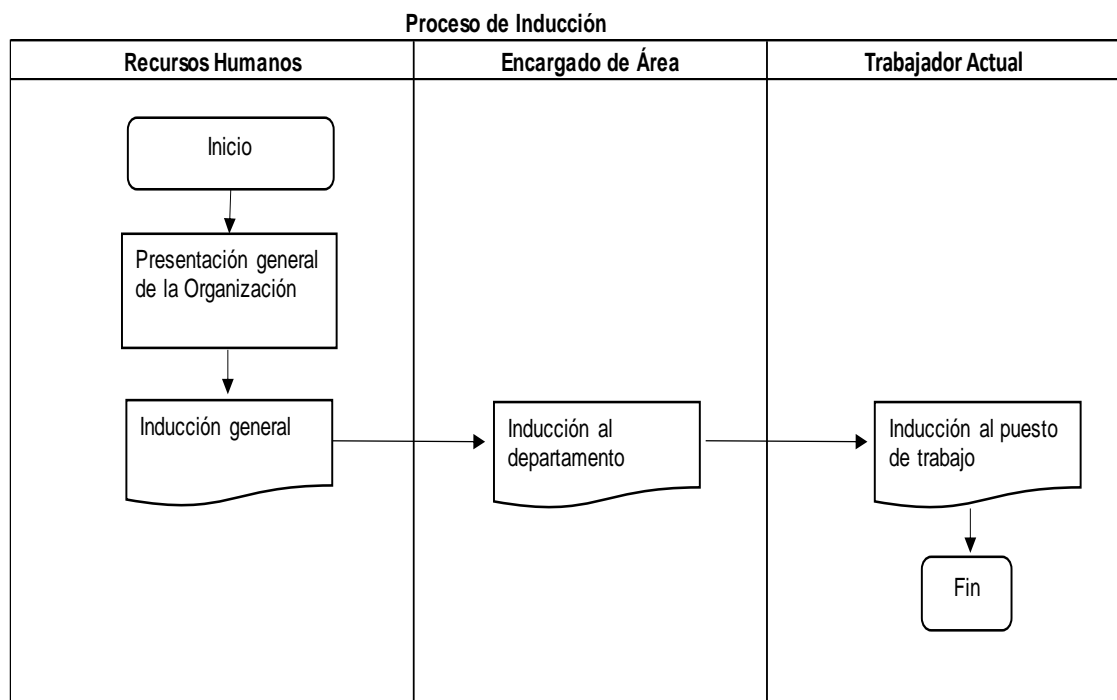 Proceso de Inducción
Recursos Humanos
Encargado de Área
Trabajador Actual
Inicio
Presentación general
de la Organización
Inducción general
Inducción al
departamento
Inducción al puesto
de trabajo
Fin